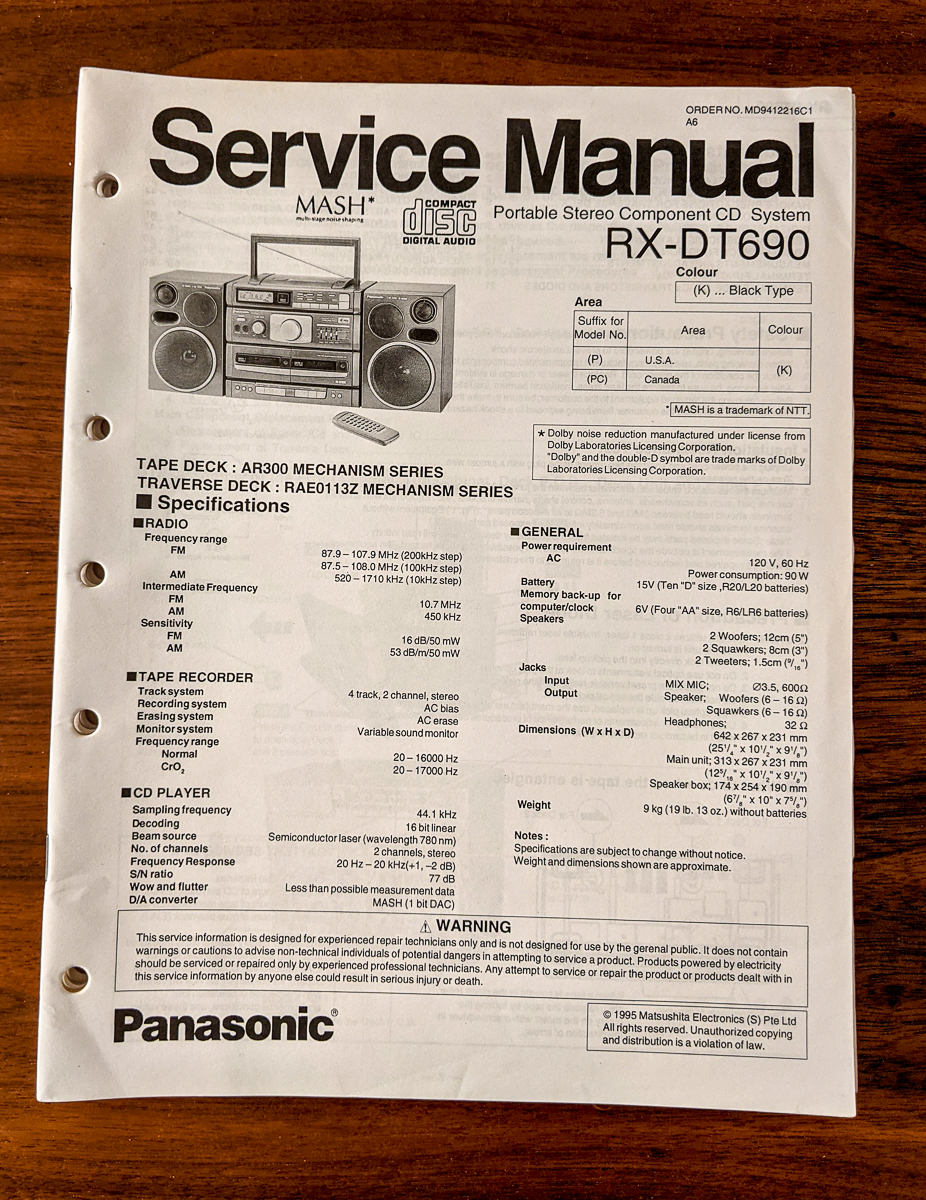 ORDER NO. MD9412216C1
A6
Service Manual
MASH*
multi-stage noise shaping
COMPACT
disc
DIGITAL AUDIO
Portable Stereo Component CD System
RX-DT690
Colour
(K) ... Black Type
Area
Suffix for Model No. Area Colour
(P) U.S.A. (K)
(PC) Canada
* MASH is a trademark of NTT.
* Dolby noise reduction manufactured under license from
Dolby Laboratories Licensing Corporation.
"Dolby" and the double-D symbol are trade marks of Dolby
Laboratories Licensing Corporation.
TAPE DECK : AR300 MECHANISM SERIES
TRAVERSE DECK : RAE0113Z MECHANISM SERIES
■ Specifications
■RADIO
Frequency range
FM 87.9 – 107.9 MHz (200kHz step)
87.5 – 108.0 MHz (100kHz step)
AM 520 – 1710 kHz (10kHz step)
Intermediate Frequency
FM 10.7 MHz
AM 450 kHz
Sensitivity
FM 16 dB/50 mW
AM 53 dB/m/50 mW
■TAPE RECORDER
Track system 4 track, 2 channel, stereo
Recording system AC bias
Erasing system AC erase
Monitor system Variable sound monitor
Frequency range
Normal 20 – 16000 Hz
CrO₂ 20 – 17000 Hz
■CD PLAYER
Sampling frequency 44.1 kHz
Decoding 16 bit linear
Beam source Semiconductor laser (wavelength 780 nm)
No. of channels 2 channels, stereo
Frequency Response 20 Hz – 20 kHz(+1, –2 dB)
S/N ratio 77 dB
Wow and flutter Less than possible measurement data
D/A converter MASH (1 bit DAC)
■GENERAL
Power requirement
AC 120 V, 60 Hz
Power consumption: 90 W
Battery 15V (Ten "D" size ,R20/L20 batteries)
Memory back-up for
computer/clock 6V (Four "AA" size, R6/LR6 batteries)
Speakers
2 Woofers; 12cm (5")
2 Squawkers; 8cm (3")
2 Tweeters; 1.5cm (⁹/₁₆")
Jacks
Input MIX MIC; Ø3.5, 600Ω
Output Speaker; Woofers (6 – 16 Ω)
Squawkers (6 – 16 Ω)
Headphones; 32 Ω
Dimensions (W x H x D) 642 x 267 x 231 mm
(25¹/₄" x 10¹/₂" x 9¹/₈")
Main unit; 313 x 267 x 231 mm
(12⁵/₁₆" x 10¹/₂" x 9¹/₈")
Speaker box; 174 x 254 x 190 mm
(6⁷/₈" x 10" x 7⁵/₈")
Weight 9 kg (19 lb. 13 oz.) without batteries
Notes :
Specifications are subject to change without notice.
Weight and dimensions shown are approximate.
⚠ WARNING
This service information is designed for experienced repair technicians only and is not designed for use by the gerenal public. It does not contain
warnings or cautions to advise non-technical individuals of potential dangers in attempting to service a product. Products powered by electricity
should be serviced or repaired only by experienced professional technicians. Any attempt to service or repair the product or products dealt with in
this service information by anyone else could result in serious injury or death.
Panasonic®
© 1995 Matsushita Electronics (S) Pte Ltd
All rights reserved. Unauthorized copying
and distribution is a violation of law.